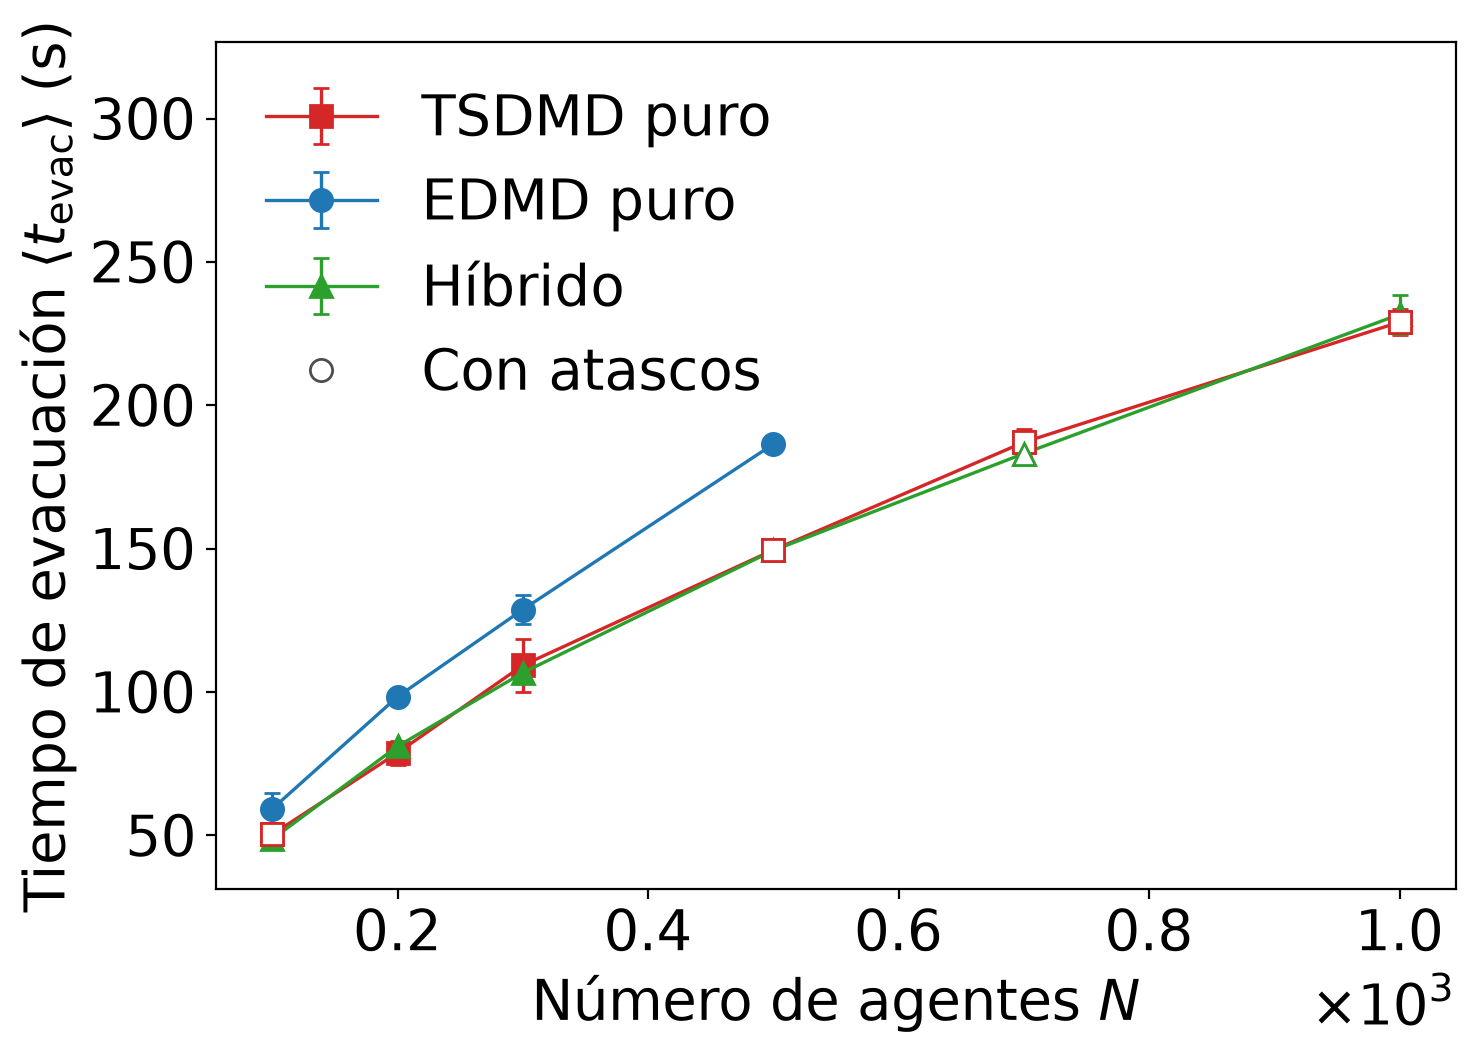 Tiempo de evacuación ⟨t_evac⟩ (s)
300
250
200
150
100
50
TSDMD puro
EDMD puro
Híbrido
Con atascos
0.2 0.4 0.6 0.8 1.0
Número de agentes N
×10³